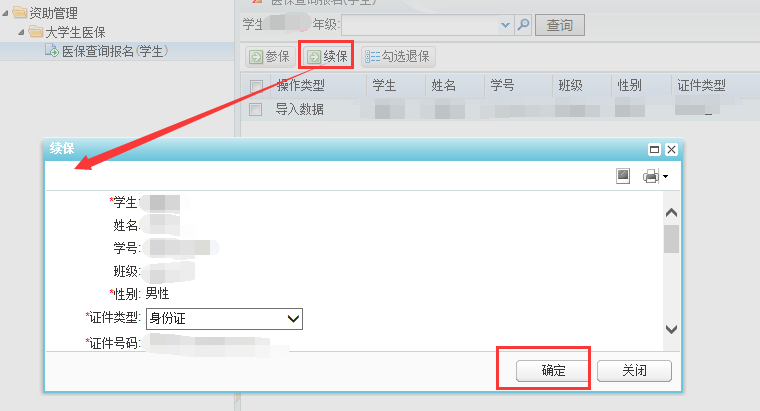 资助管理
大学生医保
医保查询报名(学生)
医保查询报名(学生)
学生 年级: 查询
参保 续保 勾选退保
操作类型 学生 姓名 学号 班级 性别 证件类型
导入数据
续保
*学生:
姓名:
学号:
班级:
*性别: 男性
*证件类型: 身份证
*证件号码:
确定 关闭